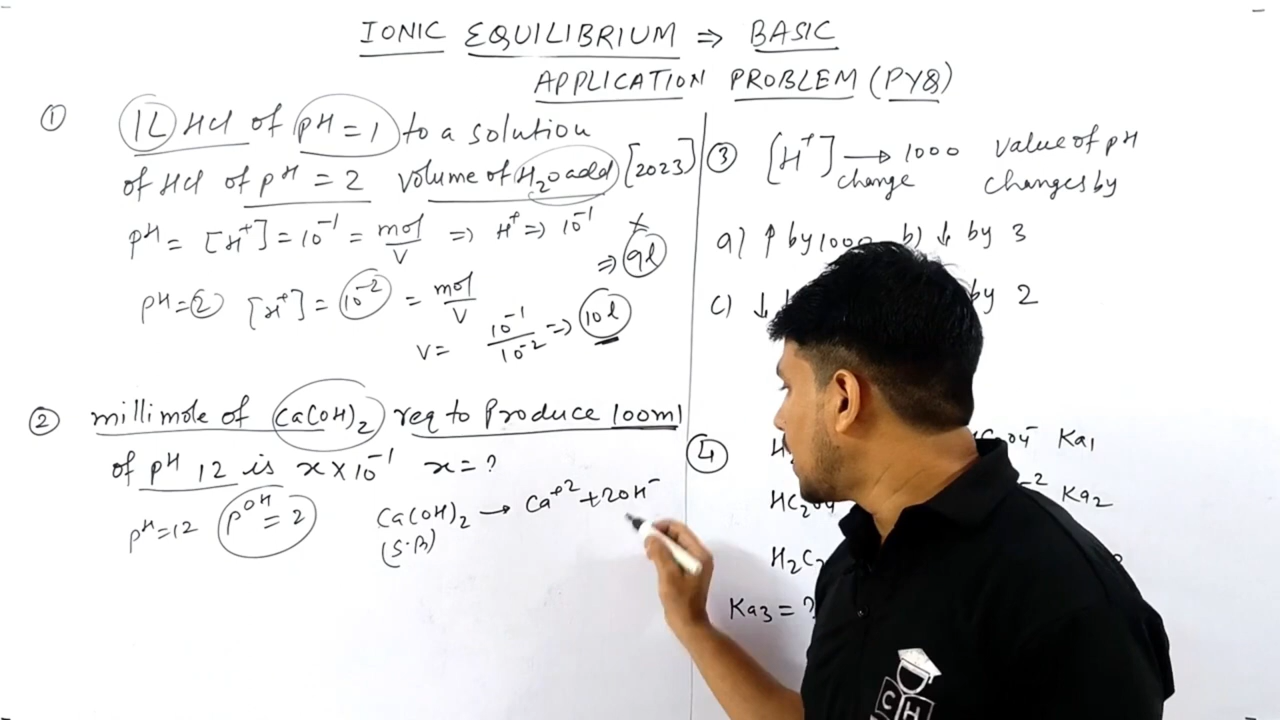 IONIC EQUILIBRIUM ⇒ BASIC
APPLICATION PROBLEM (PYQ)
① 1L HCl of pH = 1 to a solution
of HCl of pH = 2 volume of H2O add [2023]
pH = [H+] = 10^-1 = mol/V ⇒ H+ ⇒ 10^-1
⇒ 9l
pH = 2 [H+] = 10^-2 = mol/V
V = 10^-1/10^-2 ⇒ 10l
② millimole of Ca(OH)2 req to Produce 100ml
of pH 12 is x × 10^-1 x = ?
pH = 12 pOH = 2 Ca(OH)2 → Ca+2 + 2OH-
(S.B)
③ [H+] → 1000 value of pH
change changes by
a) ↑ by 1000 b) ↓ by 3
c) ↓ by 2
④ Ka1
Ka2
Ka3 = ?
C H